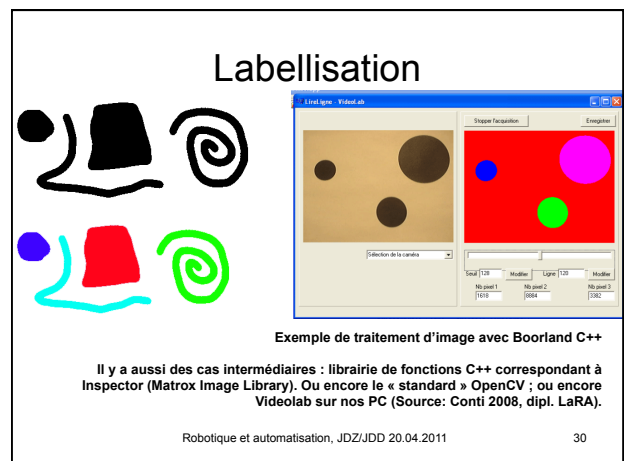 Labellisation
LireLigne - VideoLab
Stopper l'acquisition
Enregistrer
Sélection de la caméra
Seuil 128 Modifier Ligne 120 Modifier
Nb pixel 1 Nb pixel 2 Nb pixel 3
1618 8884 3382
Exemple de traitement d'image avec Boorland C++
Il y a aussi des cas intermédiaires : librairie de fonctions C++ correspondant à
Inspector (Matrox Image Library). Ou encore le « standard » OpenCV ; ou encore
Videolab sur nos PC (Source: Conti 2008, dipl. LaRA).
Robotique et automatisation, JDZ/JDD 20.04.2011 30